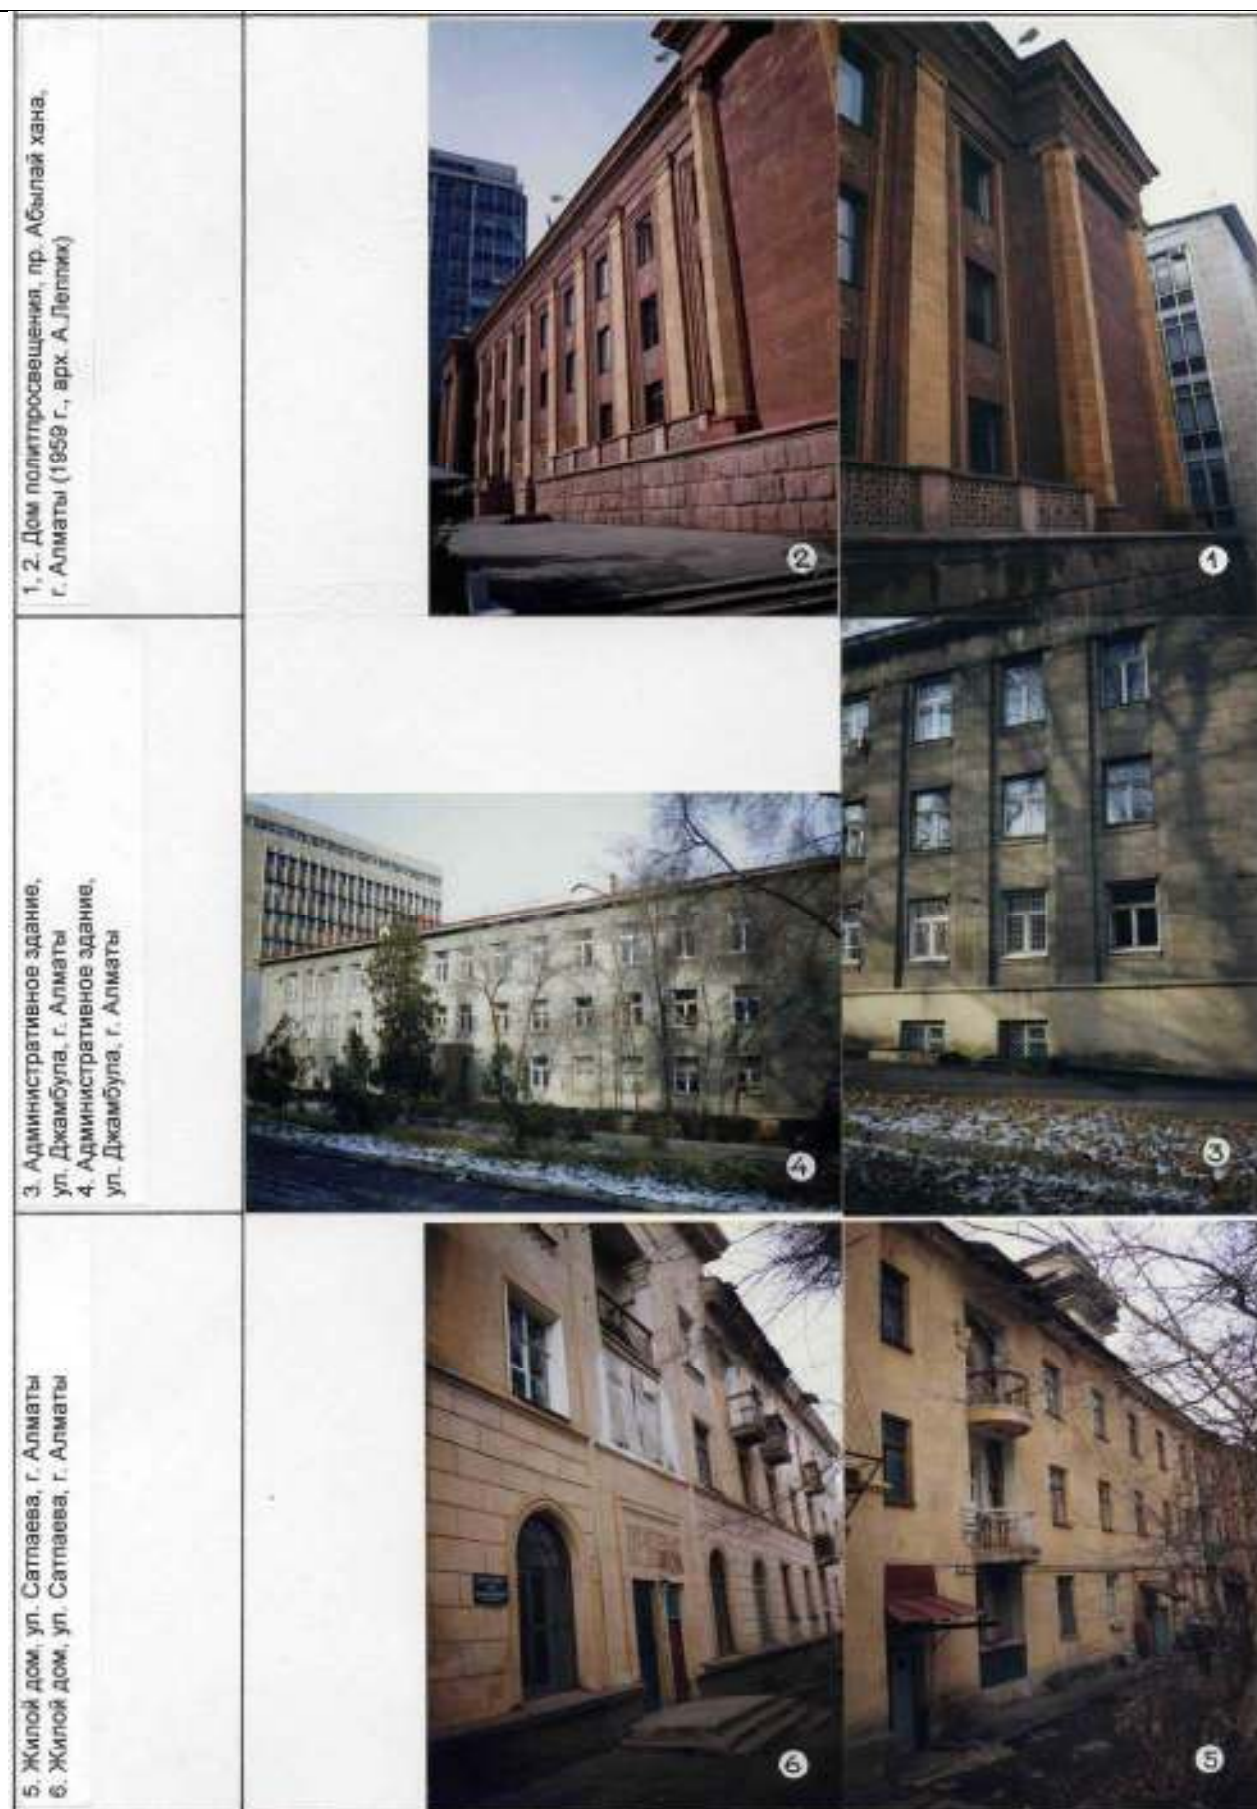 1, 2. Дом политпросвещения, пр. Абылай хана,
г. Алматы (1959 г., арх. А.Леппик)
2
1
3. Административное здание,
ул. Джамбула, г. Алматы
4. Административное здание,
ул. Джамбула, г. Алматы
4
3
5. Жилой дом, ул. Сатпаева, г. Алматы
6. Жилой дом, ул. Сатпаева, г. Алматы
6
5